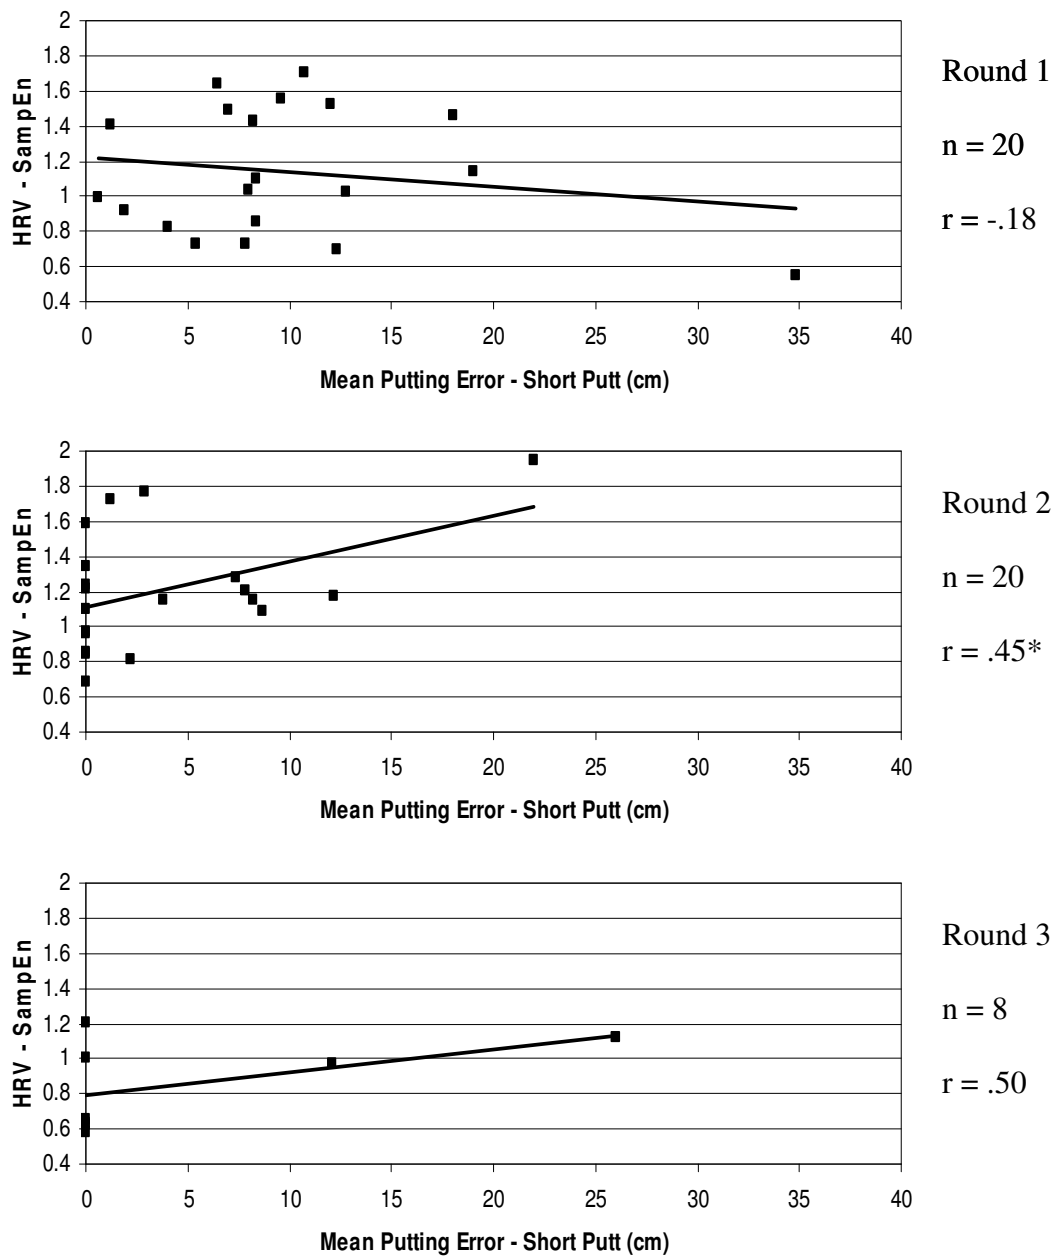 2
1.8
1.6
1.4
1.2
1
0.8
0.6
0.4
HRV - SampEn
0 5 10 15 20 25 30 35 40
Mean Putting Error - Short Putt (cm)
Round 1
n = 20
r = -.18
2
1.8
1.6
1.4
1.2
1
0.8
0.6
0.4
HRV - SampEn
0 5 10 15 20 25 30 35 40
Mean Putting Error - Short Putt (cm)
Round 2
n = 20
r = .45*
2
1.8
1.6
1.4
1.2
1
0.8
0.6
0.4
HRV - SampEn
0 5 10 15 20 25 30 35 40
Mean Putting Error - Short Putt (cm)
Round 3
n = 8
r = .50